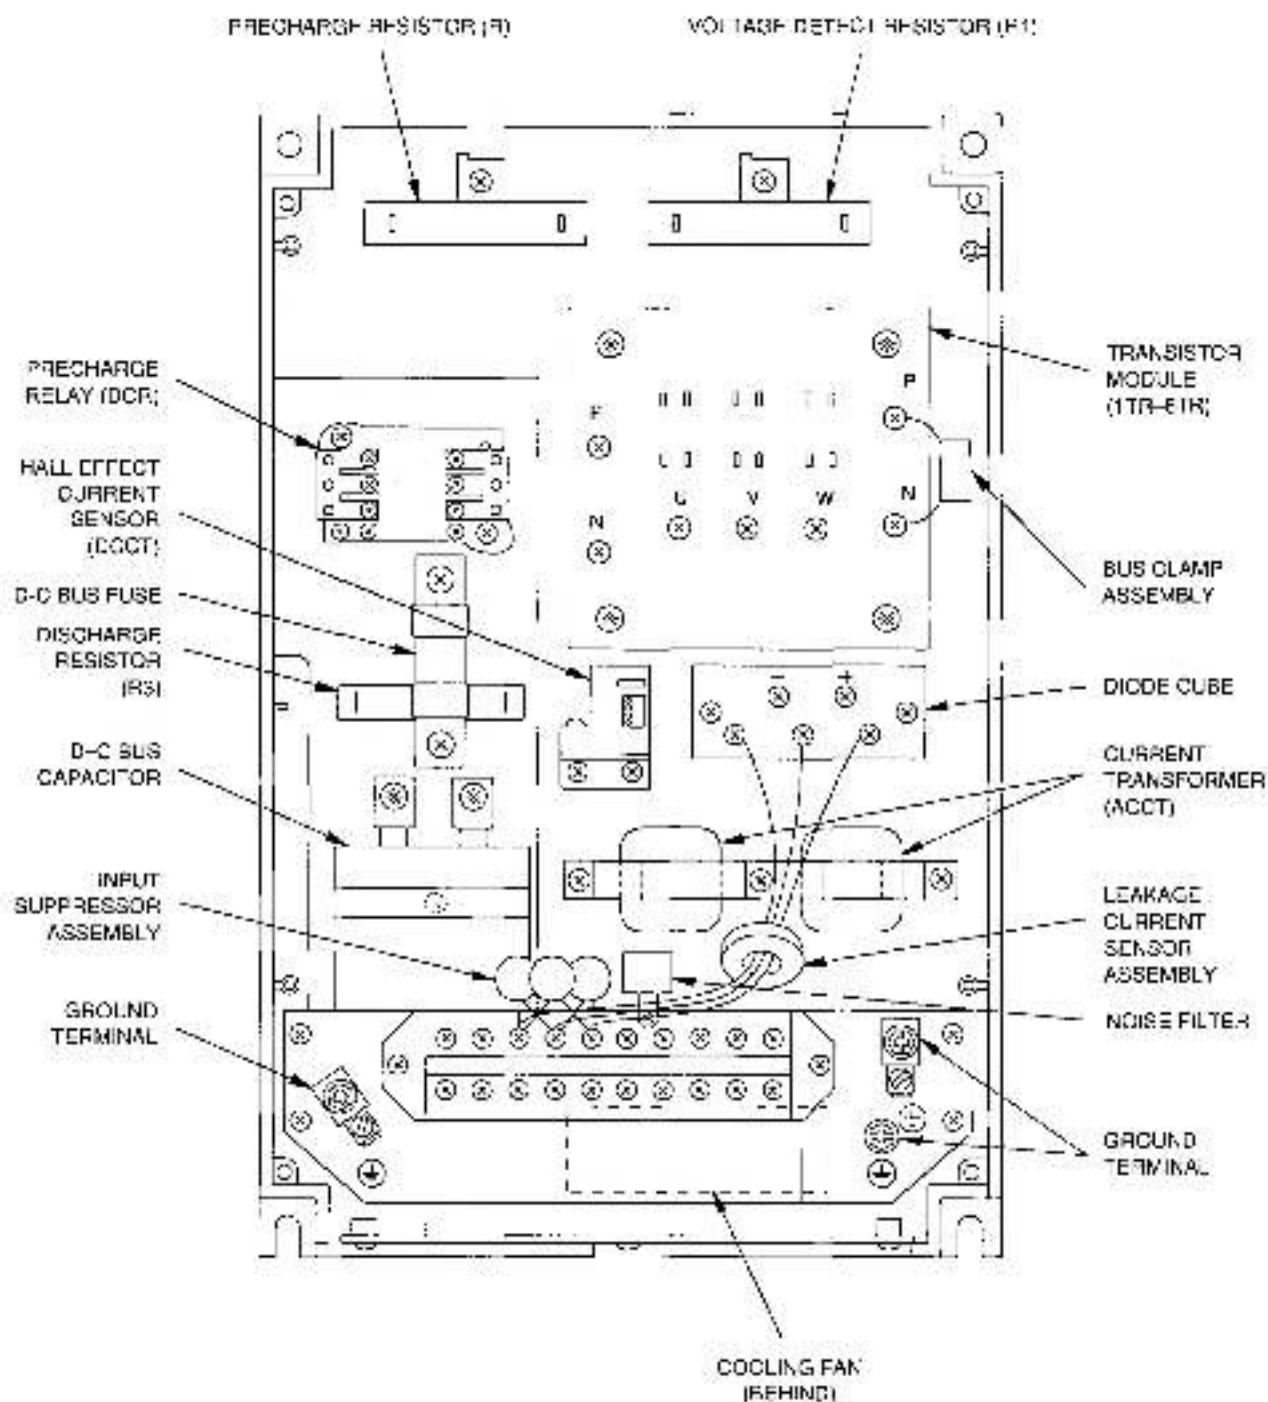 PRECHARGE RESISTOR (R)
VOLTAGE DETECT RESISTOR (R1)
PRECHARGE
RELAY (DCR)
HALL EFFECT
CURRENT
SENSOR
(DCCT)
D-C BUS FUSE
DISCHARGE
RESISTOR
(R3)
D-C BUS
CAPACITOR
INPUT
SUPPRESSOR
ASSEMBLY
GROUND
TERMINAL
P
N
U V W
P
N
- +
TRANSISTOR
MODULE
(1TR-6TR)
BUS CLAMP
ASSEMBLY
DIODE CUBE
CURRENT
TRANSFORMER
(ACCT)
LEAKAGE
CURRENT
SENSOR
ASSEMBLY
NOISE FILTER
GROUND
TERMINAL
COOLING FAN
(BEHIND)